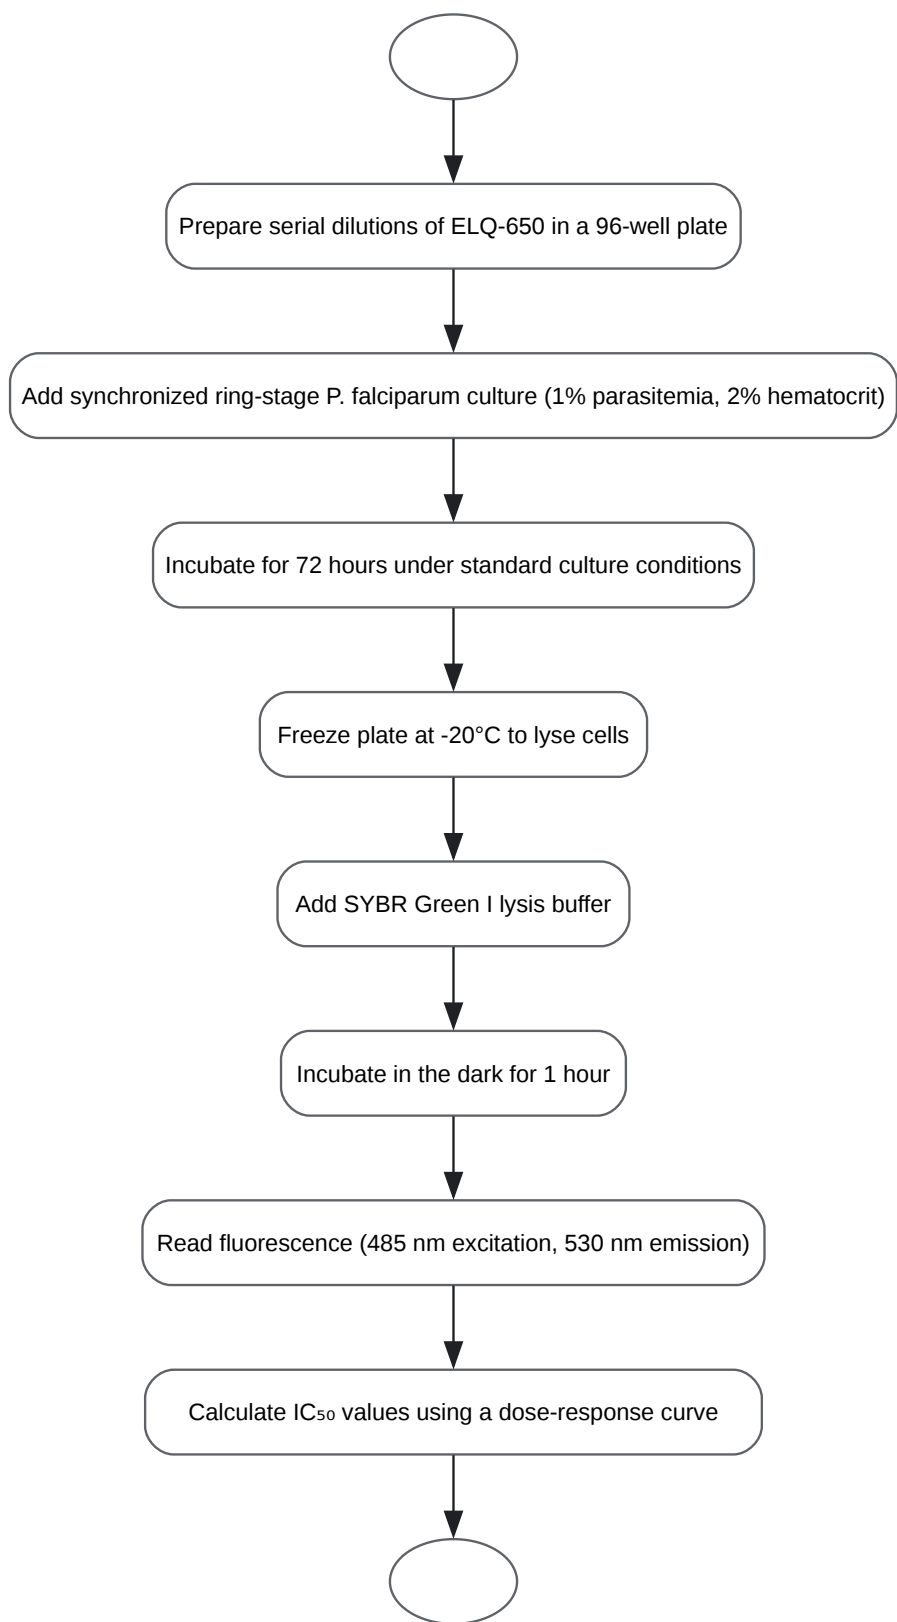 Prepare serial dilutions of ELQ-650 in a 96-well plate
Add synchronized ring-stage P. falciparum culture (1% parasitemia, 2% hematocrit)
Incubate for 72 hours under standard culture conditions
Freeze plate at -20°C to lyse cells
Add SYBR Green I lysis buffer
Incubate in the dark for 1 hour
Read fluorescence (485 nm excitation, 530 nm emission)
Calculate IC₅₀ values using a dose-response curve